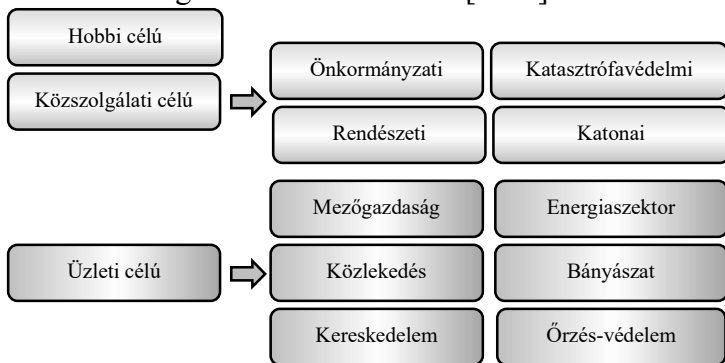 Hobbi célú
Közszolgálati célú
Önkormányzati
Katasztrófavédelmi
Rendészeti
Katonai
Üzleti célú
Mezőgazdaság
Energiaszektor
Közlekedés
Bányászat
Kereskedelem
Őrzés-védelem